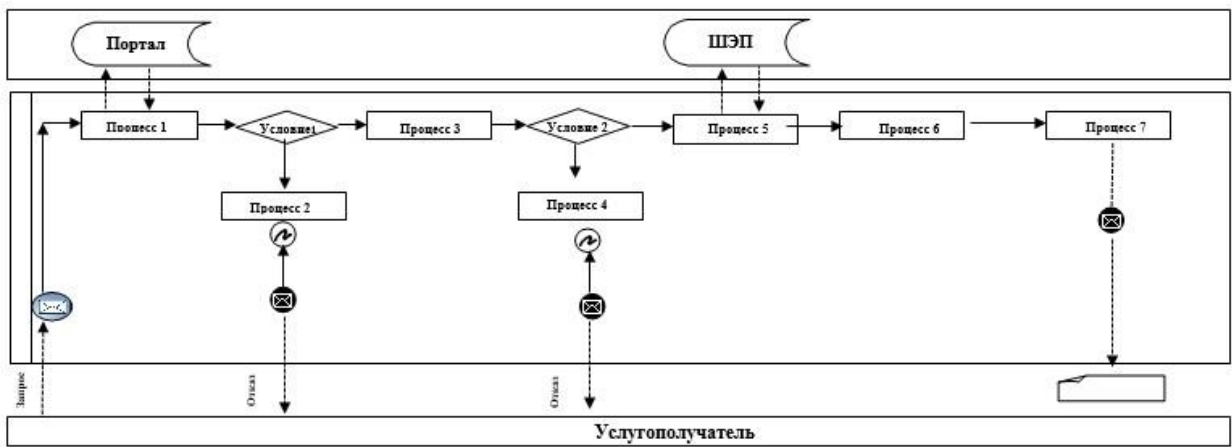 Портал
ШЭП
Процесс 1
Условие1
Процесс 3
Условие 2
Процесс 5
Процесс 6
Процесс 7
Процесс 2
Процесс 4
Запрос
Отказ
Отказ
Услугополучатель